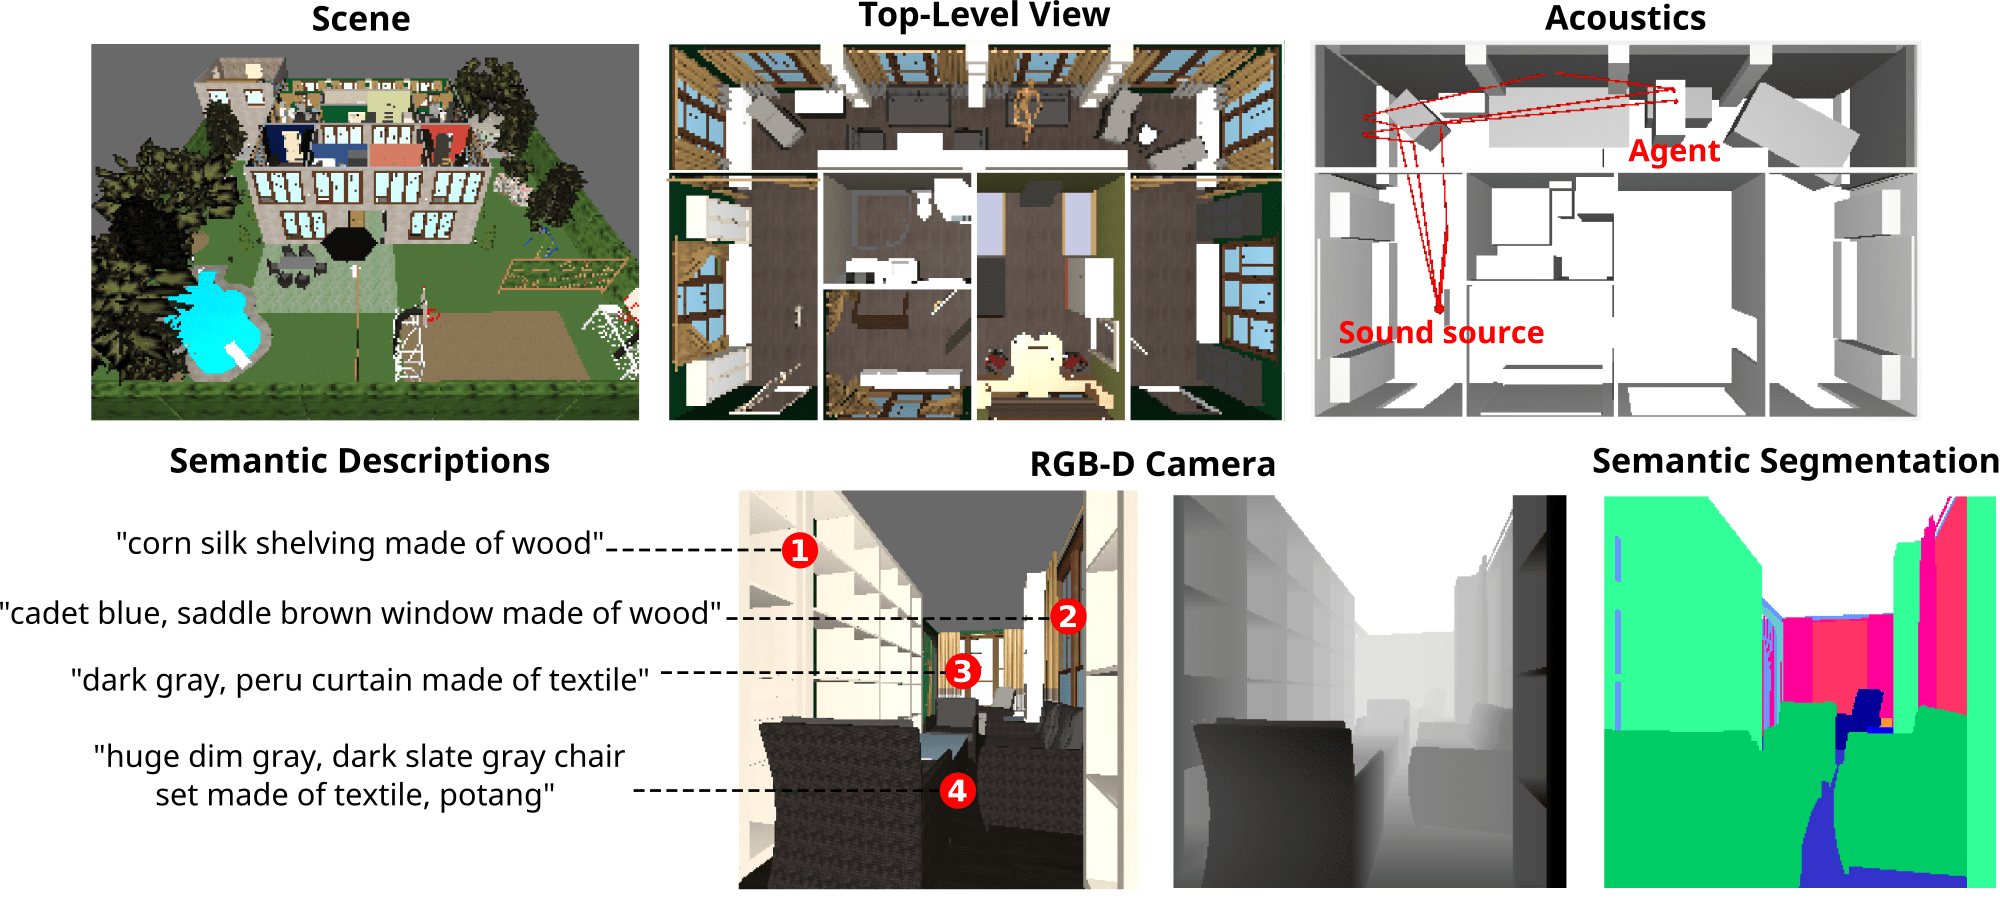 Scene
Top-Level View
Acoustics
Agent
Sound source
Semantic Descriptions
RGB-D Camera
Semantic Segmentation
"corn silk shelving made of wood"
1
"cadet blue, saddle brown window made of wood"
2
"dark gray, peru curtain made of textile"
3
"huge dim gray, dark slate gray chair
set made of textile, potang"
4